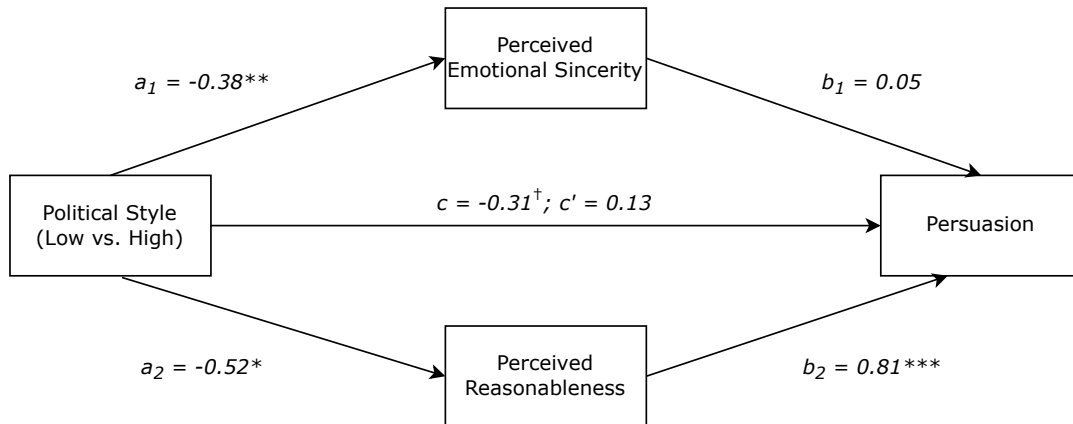 Perceived
Emotional Sincerity
a₁ = -0.38**
b₁ = 0.05
Political Style
(Low vs. High)
c = -0.31†; c' = 0.13
Persuasion
a₂ = -0.52*
Perceived
Reasonableness
b₂ = 0.81***